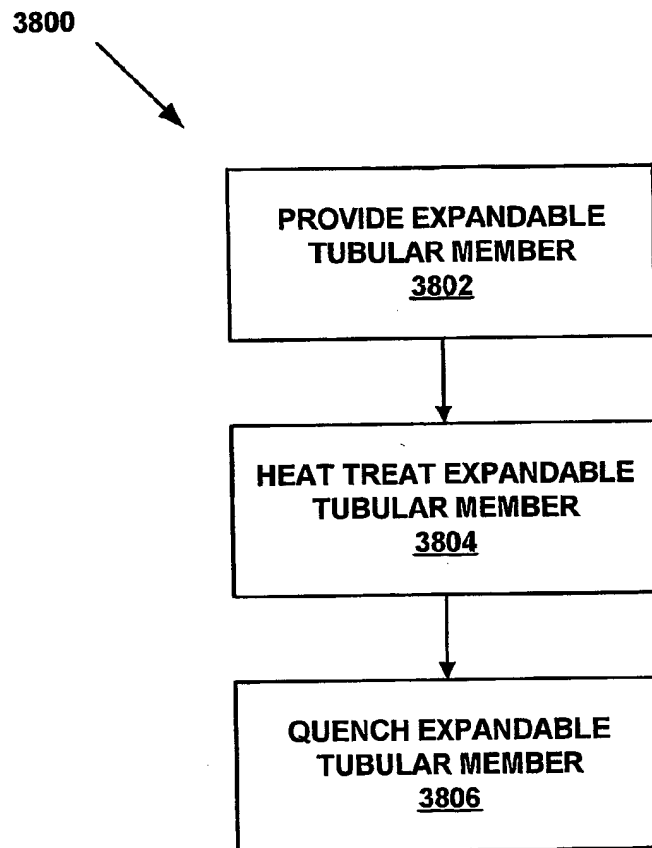 3800
PROVIDE EXPANDABLE
TUBULAR MEMBER
3802
HEAT TREAT EXPANDABLE
TUBULAR MEMBER
3804
QUENCH EXPANDABLE
TUBULAR MEMBER
3806